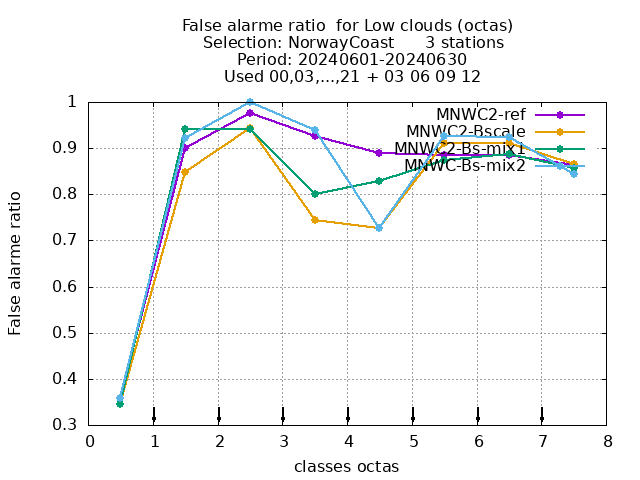 False alarme ratio  for Low clouds (octas)
Selection: NorwayCoast      3 stations
Period: 20240601-20240630
Used 00,03,...,21 + 03 06 09 12
MNWC2-ref
MNWC2-Bscale
MNWC2-Bs-mix1
MNWC-Bs-mix2
1
0.9
0.8
0.7
0.6
0.5
0.4
0.3
False alarme ratio
0 1 2 3 4 5 6 7 8
classes octas